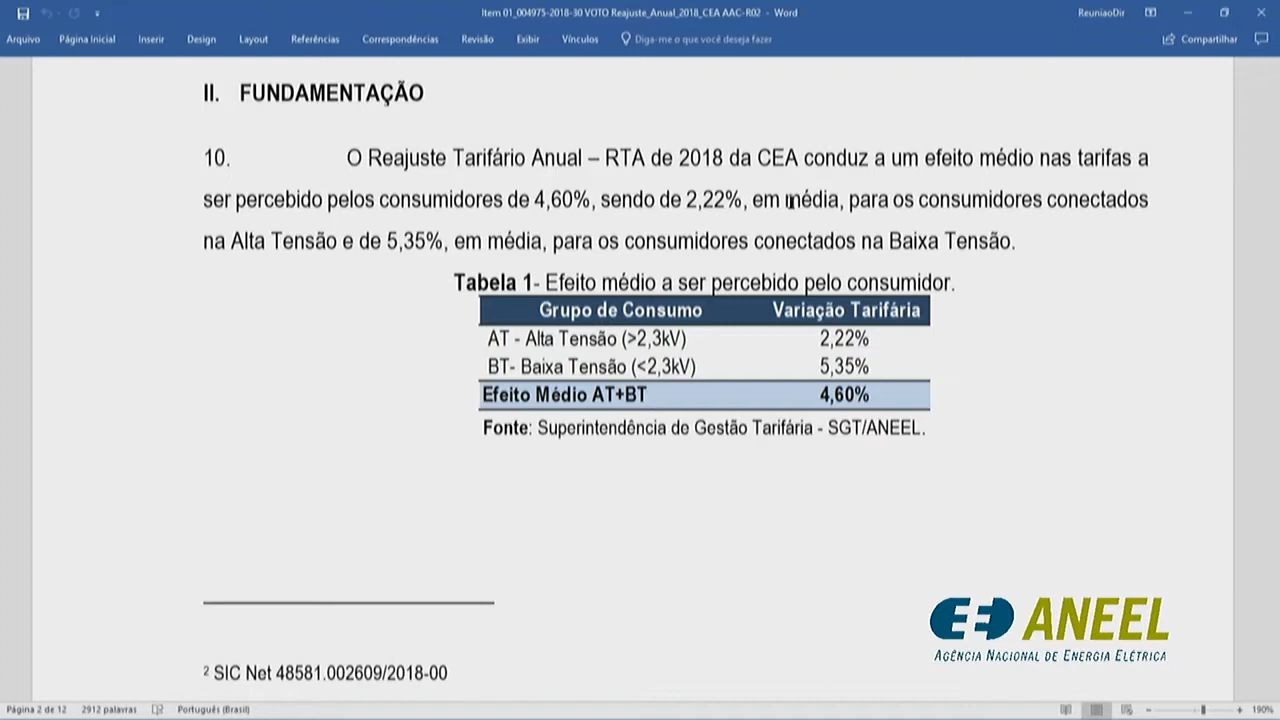 Item 01_004975-2018-30 VOTO Reajuste_Anual_2018_CEA AAC-R02 - Word
ReuniaoDir
Arquivo Página Inicial Inserir Design Layout Referências Correspondências Revisão Exibir Vínculos Diga-me o que você deseja fazer Compartilhar
II. FUNDAMENTAÇÃO
10. O Reajuste Tarifário Anual – RTA de 2018 da CEA conduz a um efeito médio nas tarifas a
ser percebido pelos consumidores de 4,60%, sendo de 2,22%, em média, para os consumidores conectados
na Alta Tensão e de 5,35%, em média, para os consumidores conectados na Baixa Tensão.
Tabela 1- Efeito médio a ser percebido pelo consumidor.
Grupo de Consumo Variação Tarifária
AT - Alta Tensão (>2,3kV) 2,22%
BT- Baixa Tensão (<2,3kV) 5,35%
Efeito Médio AT+BT 4,60%
Fonte: Superintendência de Gestão Tarifária - SGT/ANEEL.
ANEEL
AGÊNCIA NACIONAL DE ENERGIA ELÉTRICA
2 SIC Net 48581.002609/2018-00
Página 2 de 12 2912 palavras Português (Brasil) 190%